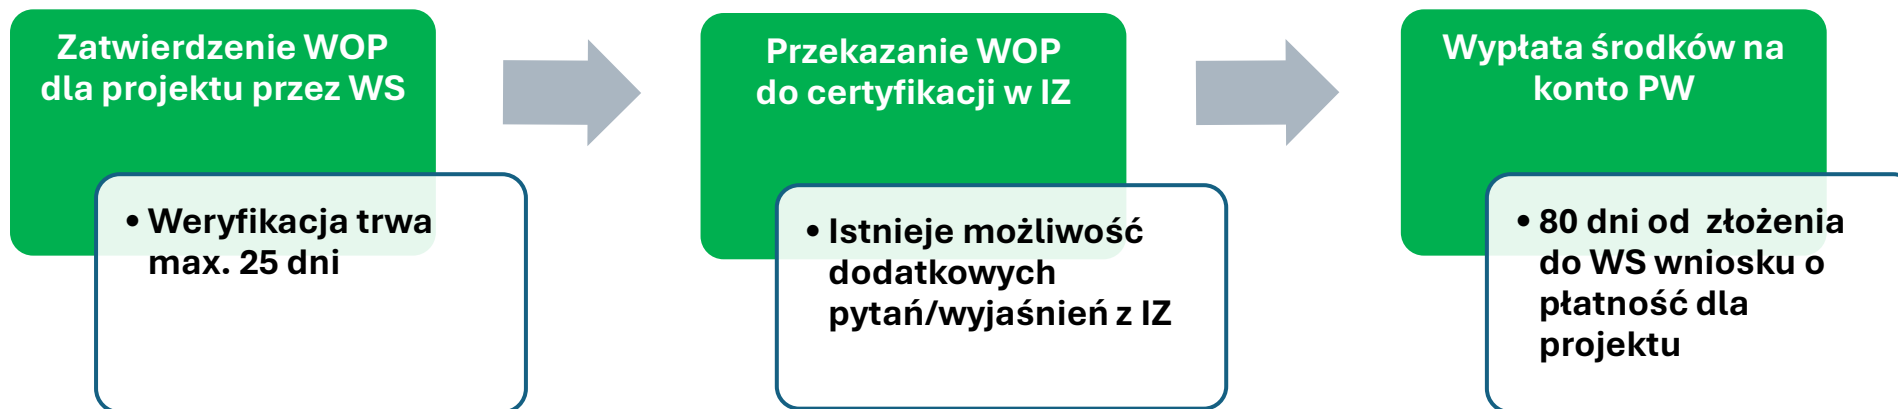 Zatwierdzenie WOP
dla projektu przez WS
• Weryfikacja trwa
max. 25 dni
Przekazanie WOP
do certyfikacji w IZ
• Istnieje możliwość
dodatkowych
pytań/wyjaśnień z IZ
Wypłata środków na
konto PW
• 80 dni od  złożenia
do WS wniosku o
płatność dla
projektu